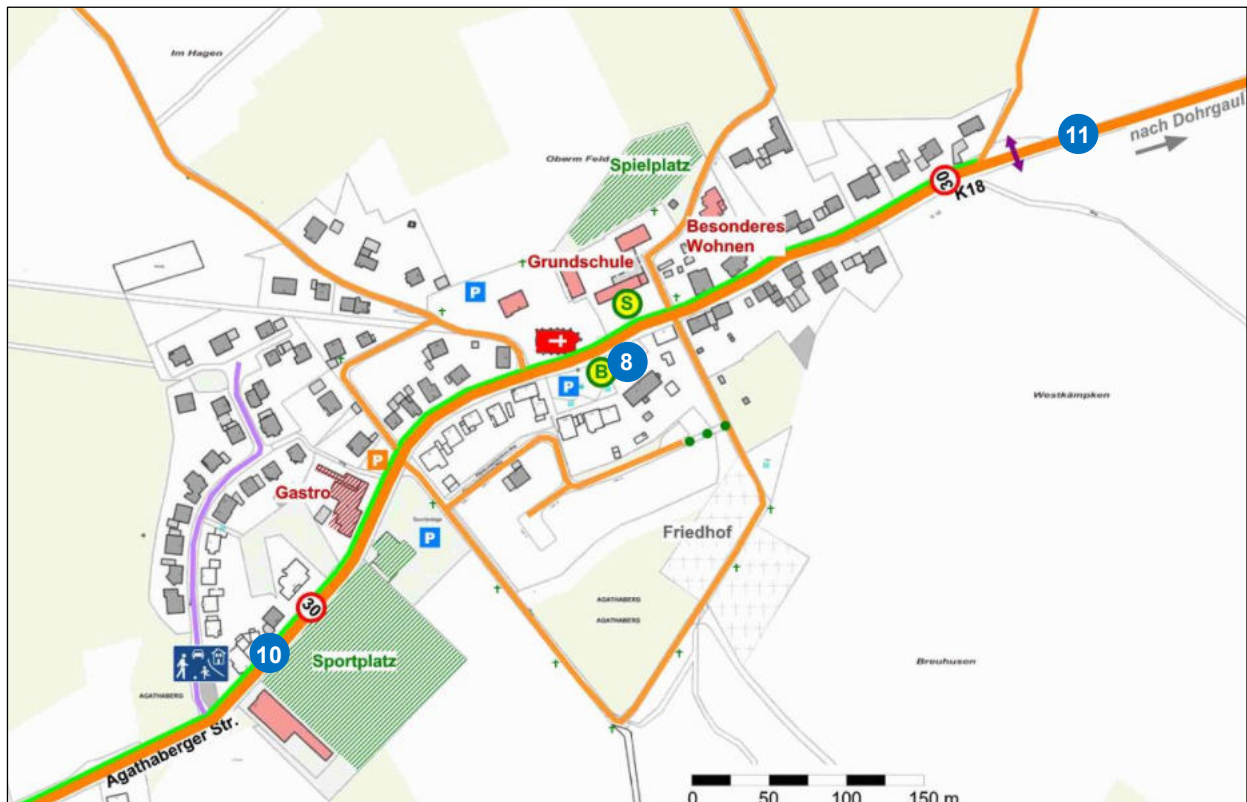 Im Hagen
11
nach Dohrgaul
Oberm Feld
Spielplatz
30
K18
Besonderes
Wohnen
Grundschule
P
S
8
P
B
Westkämpken
P
Gastro
P
Friedhof
AGATHABERG
AGATHABERG
30
10
Sportplatz
Breuhusen
AGATHABERG
Agathaberger Str.
0 50 100 150 m